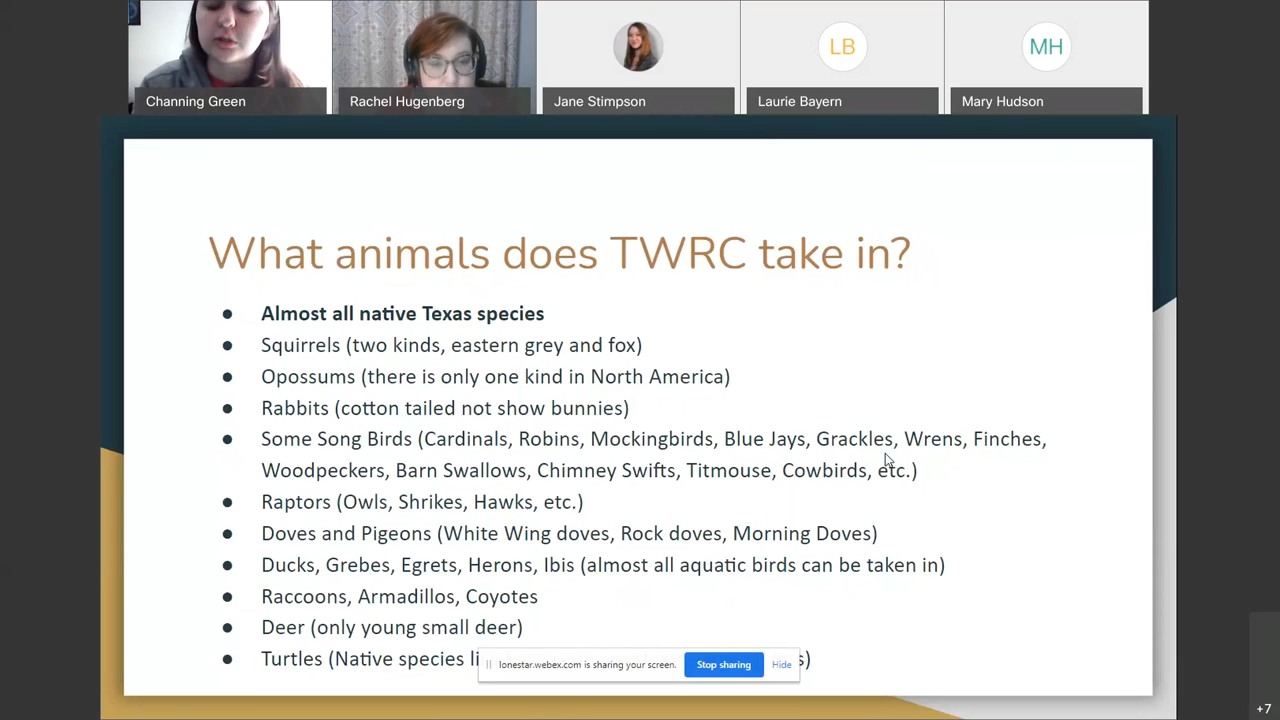 Channing Green
Rachel Hugenberg
Jane Stimpson
LB
Laurie Bayern
MH
Mary Hudson
What animals does TWRC take in?
● Almost all native Texas species
● Squirrels (two kinds, eastern grey and fox)
● Opossums (there is only one kind in North America)
● Rabbits (cotton tailed not show bunnies)
● Some Song Birds (Cardinals, Robins, Mockingbirds, Blue Jays, Grackles, Wrens, Finches,
Woodpeckers, Barn Swallows, Chimney Swifts, Titmouse, Cowbirds, etc.)
● Raptors (Owls, Shrikes, Hawks, etc.)
● Doves and Pigeons (White Wing doves, Rock doves, Morning Doves)
● Ducks, Grebes, Egrets, Herons, Ibis (almost all aquatic birds can be taken in)
● Raccoons, Armadillos, Coyotes
● Deer (only young small deer)
● Turtles (Native species
lonestar.webex.com is sharing your screen. Stop sharing Hide
+7